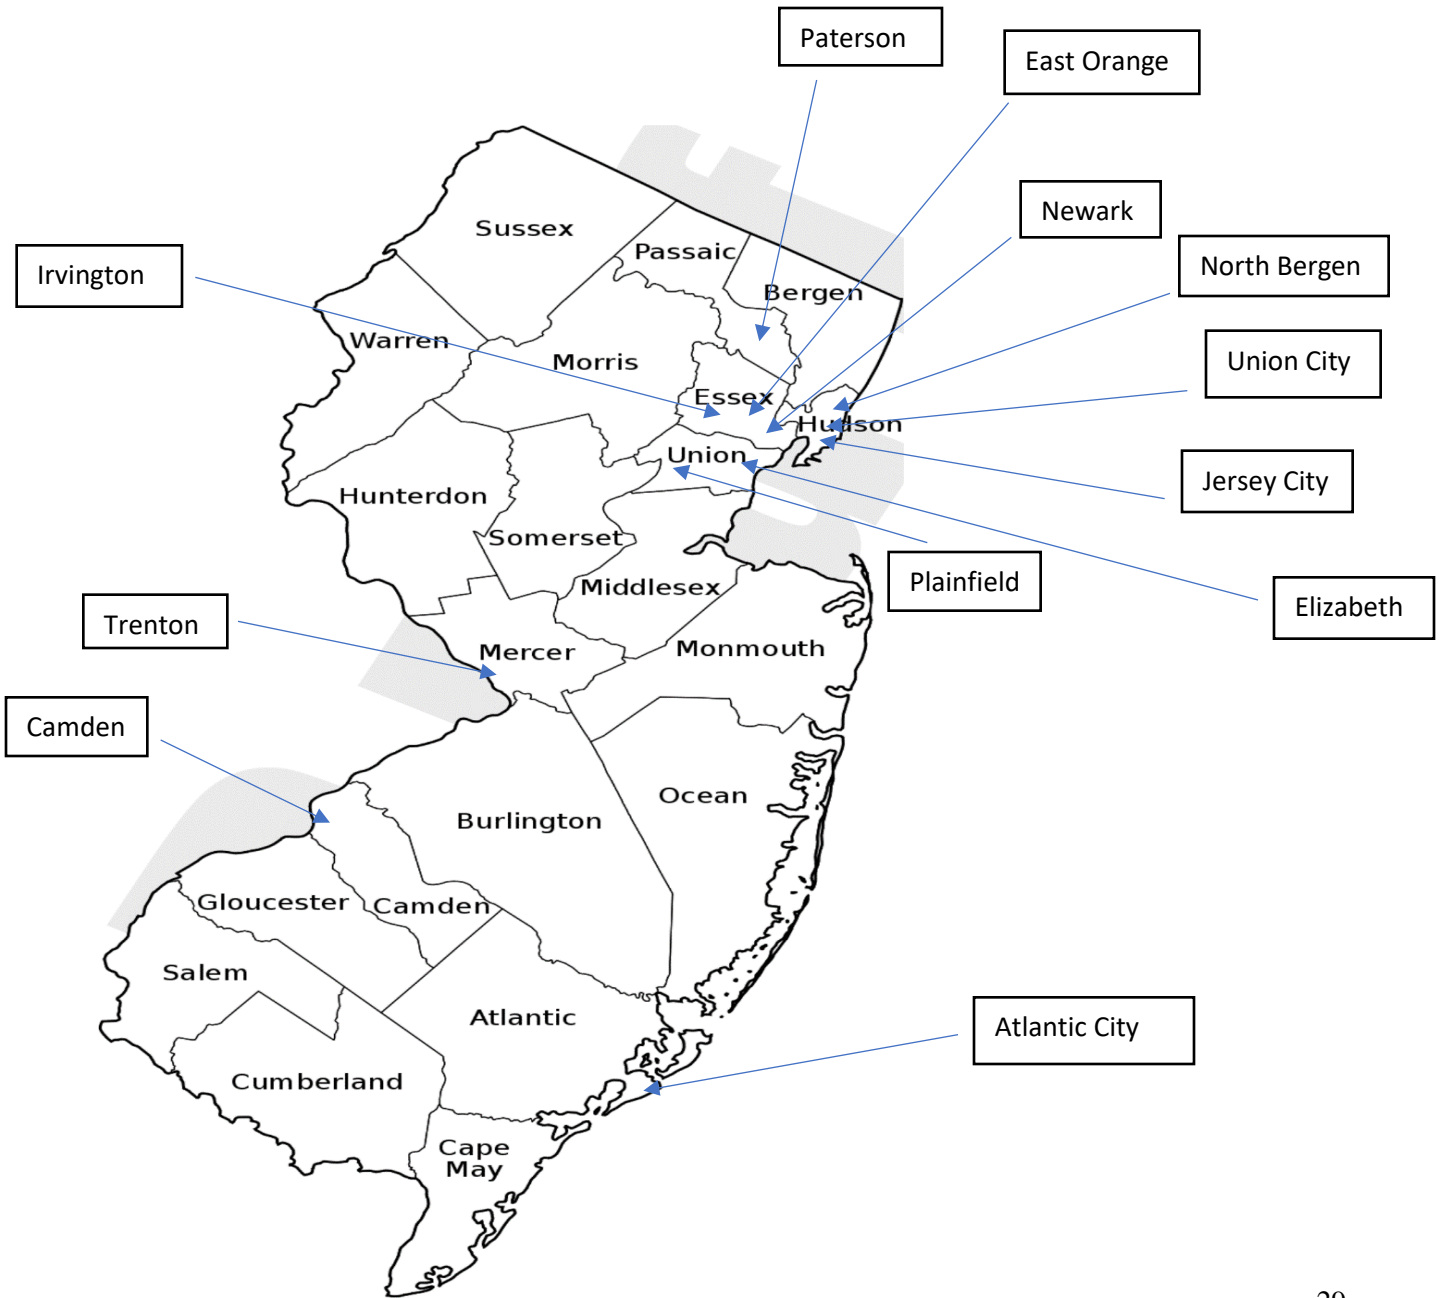 Paterson
East Orange
Newark
Sussex
Passaic
Irvington
North Bergen
Bergen
Warren
Morris
Union City
Essex
Hudson
Union
Jersey City
Hunterdon
Somerset
Plainfield
Middlesex
Elizabeth
Trenton
Mercer
Monmouth
Camden
Ocean
Burlington
Gloucester
Camden
Salem
Atlantic
Atlantic City
Cumberland
Cape
May